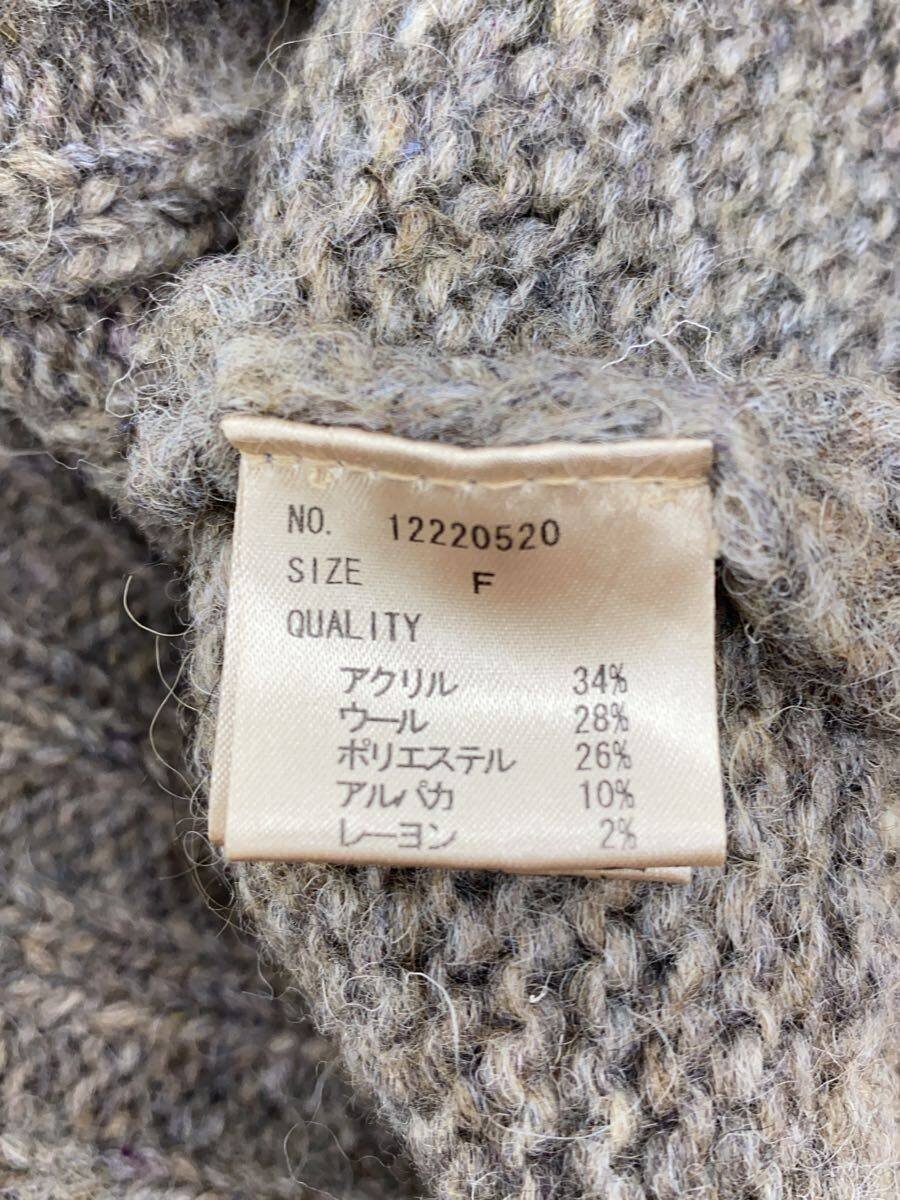 NO. 12220520
SIZE F
QUALITY
アクリル 34%
ウール 28%
ポリエステル 26%
アルパカ 10%
レーヨン 2%